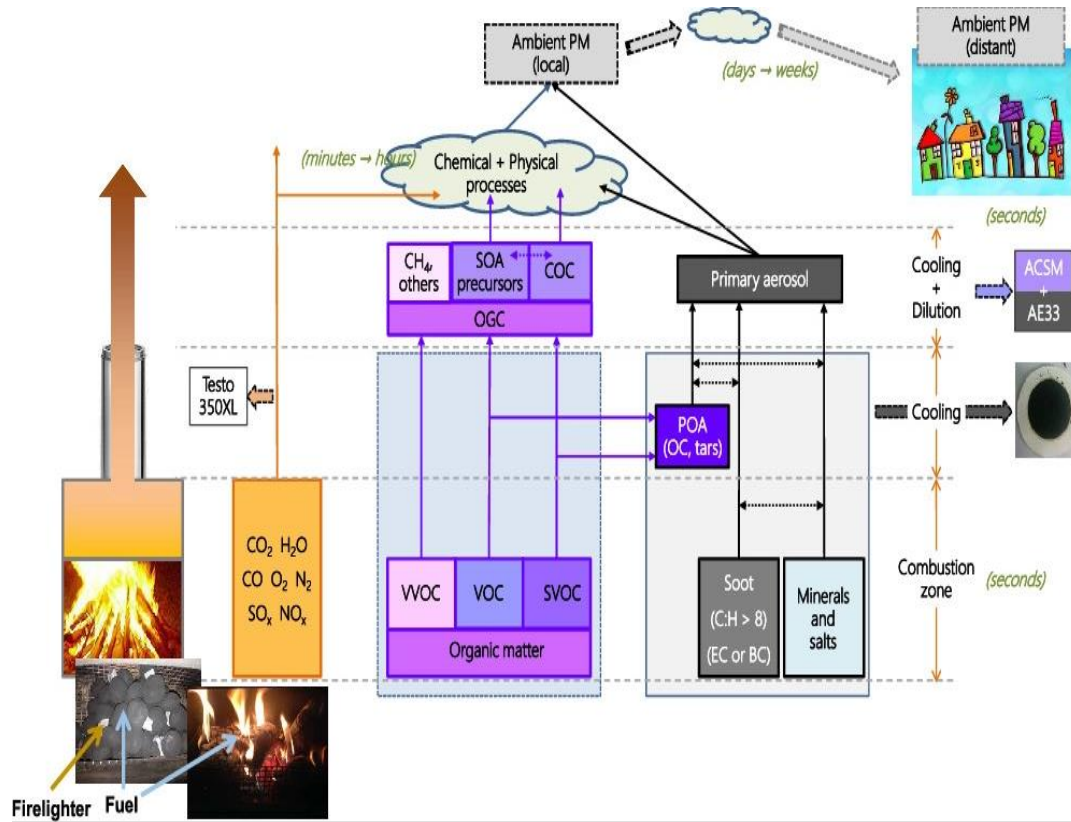 Ambient PM
(local)
(days → weeks)
Ambient PM
(distant)
(minutes → hours)
Chemical + Physical
processes
(seconds)
CH₄,
others
SOA
precursors
COC
OGC
Primary aerosol
Cooling
+
Dilution
ACSM
+
AE33
Testo
350XL
POA
(OC, tars)
Cooling
CO₂ H₂O
CO O₂ N₂
SOₓ NOₓ
VVOC
VOC
SVOC
Organic matter
Soot
(C:H > 8)
(EC or BC)
Minerals
and
salts
Combustion
zone
(seconds)
Firelighter
Fuel